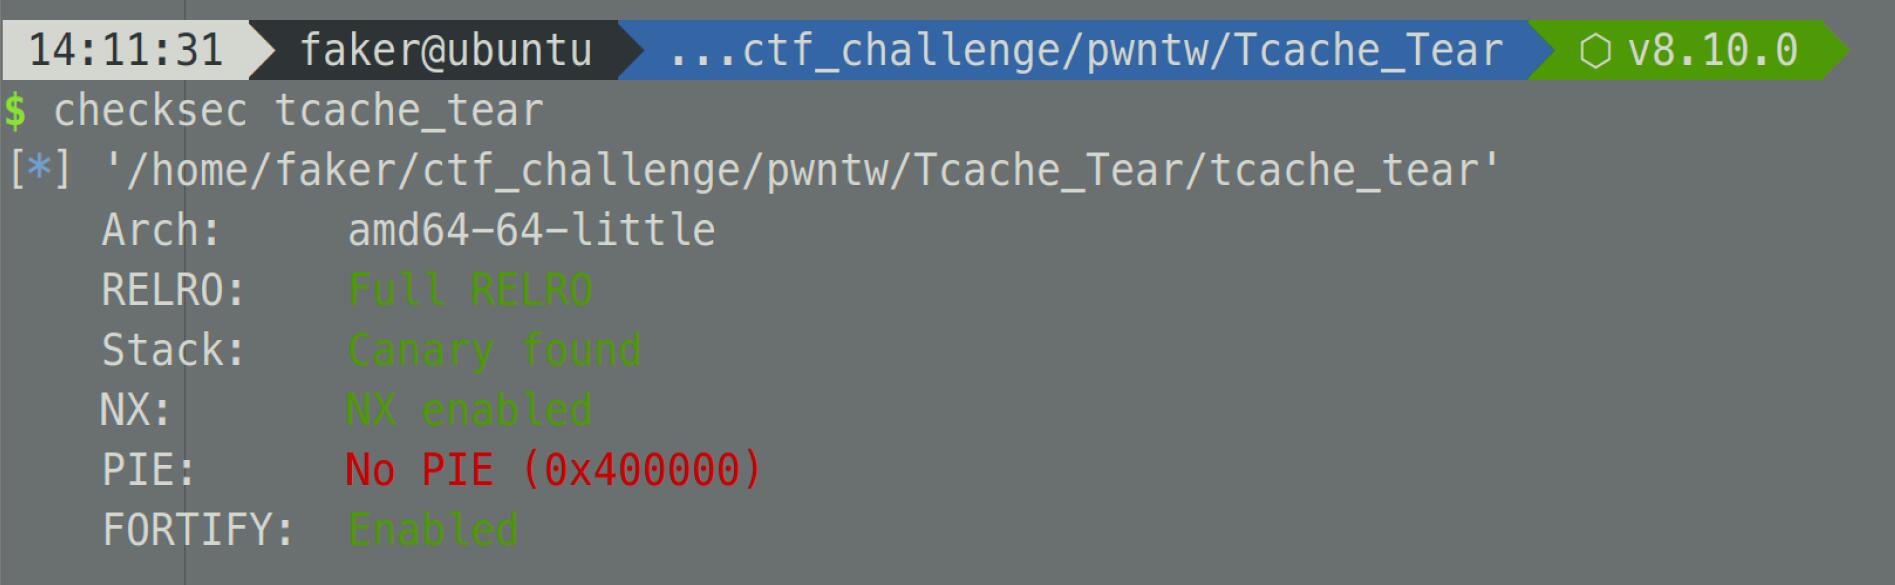 14:11:31 faker@ubuntu ...ctf_challenge/pwntw/Tcache_Tear ⬡ v8.10.0
$ checksec tcache_tear
[*] '/home/faker/ctf_challenge/pwntw/Tcache_Tear/tcache_tear'
Arch: amd64-64-little
RELRO: Full RELRO
Stack: Canary found
NX: NX enabled
PIE: No PIE (0x400000)
FORTIFY: Enabled